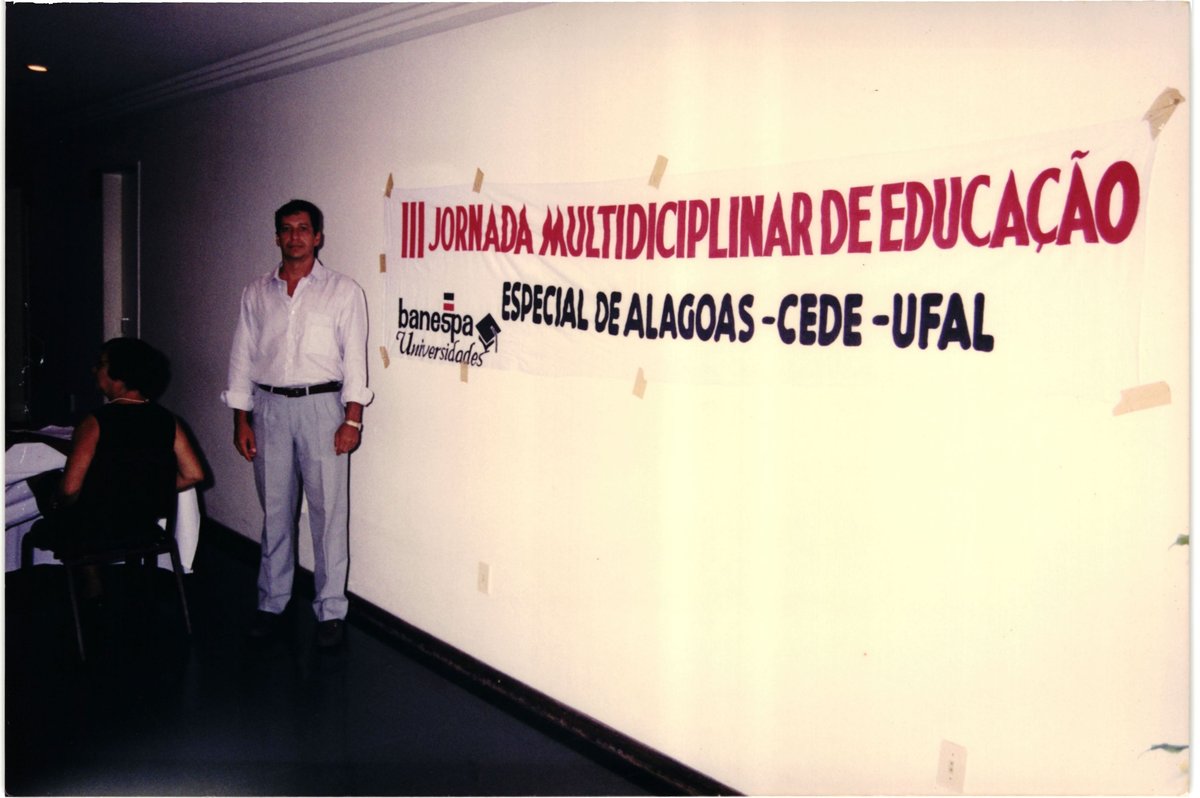 III JORNADA MULTIDICIPLINAR DE EDUCAÇÃO
ESPECIAL DE ALAGOAS - CEDE - UFAL
banespa
Universidades